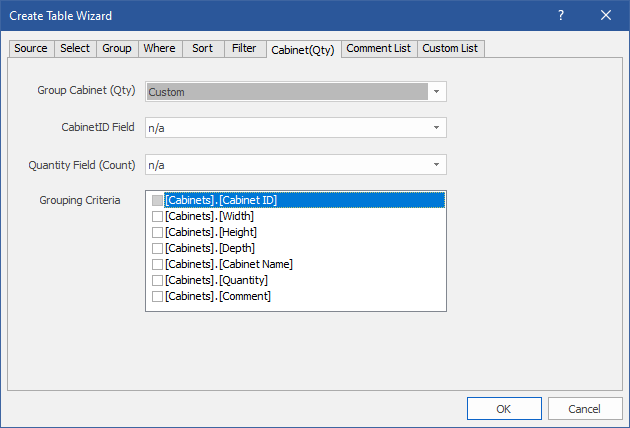 Create Table Wizard ?
Source Select Group Where Sort Filter Cabinet(Qty) Comment List Custom List
Group Cabinet (Qty) Custom
CabinetID Field n/a
Quantity Field (Count) n/a
Grouping Criteria [Cabinets].[Cabinet ID]
[Cabinets].[Width]
[Cabinets].[Height]
[Cabinets].[Depth]
[Cabinets].[Cabinet Name]
[Cabinets].[Quantity]
[Cabinets].[Comment]
OK Cancel